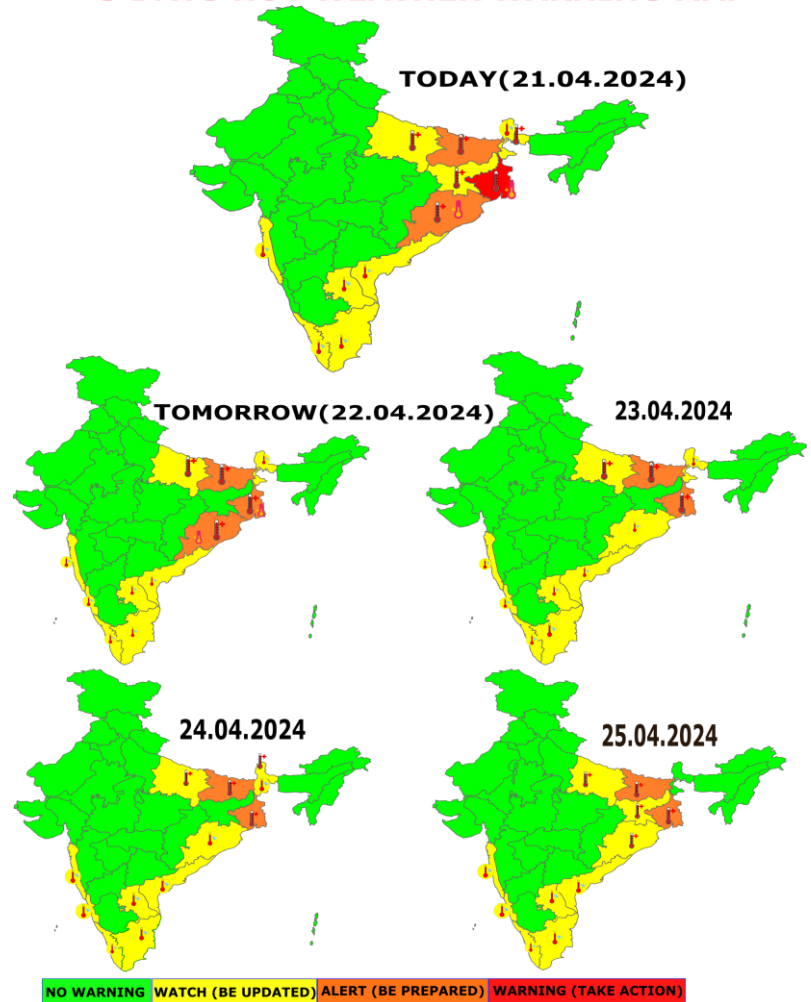 TODAY(21.04.2024)
TOMORROW(22.04.2024)
23.04.2024
24.04.2024
25.04.2024
NO WARNING WATCH (BE UPDATED) ALERT (BE PREPARED) WARNING (TAKE ACTION)